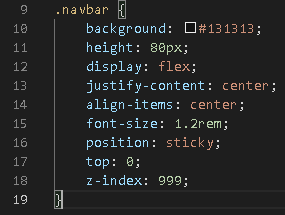 9 .navbar {
10 background: #131313;
11 height: 80px;
12 display: flex;
13 justify-content: center;
14 align-items: center;
15 font-size: 1.2rem;
16 position: sticky;
17 top: 0;
18 z-index: 999;
19 }